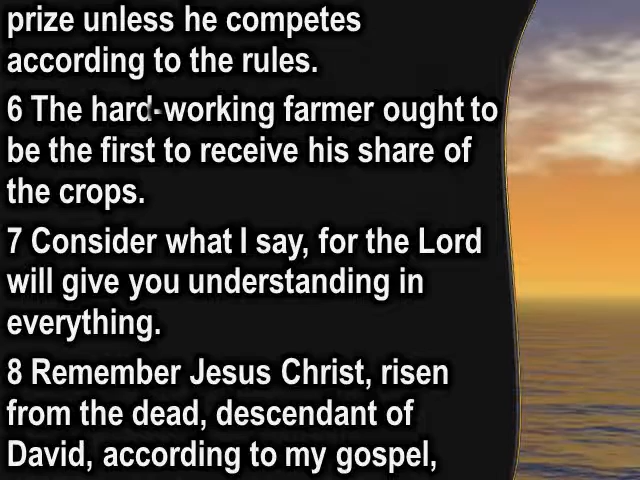 prize unless he competes
according to the rules.
6 The hard-working farmer ought to
be the first to receive his share of
the crops.
7 Consider what I say, for the Lord
will give you understanding in
everything.
8 Remember Jesus Christ, risen
from the dead, descendant of
David, according to my gospel,